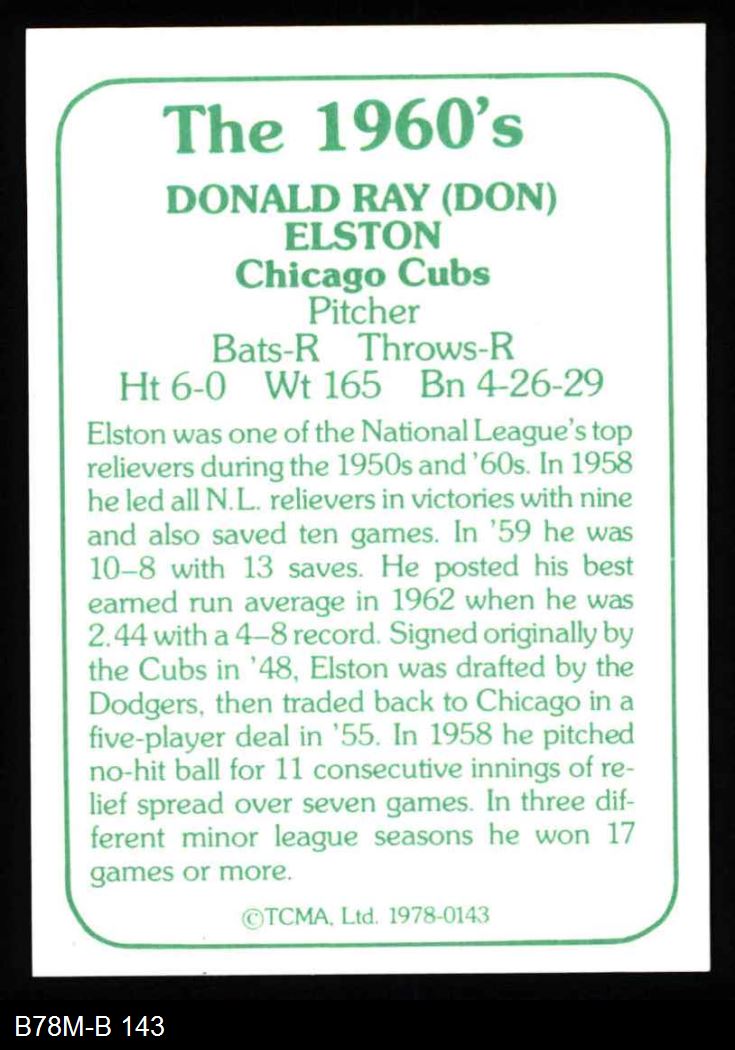 The 1960's
DONALD RAY (DON)
ELSTON
Chicago Cubs
Pitcher
Bats-R Throws-R
Ht 6-0 Wt 165 Bn 4-26-29
Elston was one of the National League's top
relievers during the 1950s and '60s. In 1958
he led all N.L. relievers in victories with nine
and also saved ten games. In '59 he was
10–8 with 13 saves. He posted his best
earned run average in 1962 when he was
2.44 with a 4–8 record. Signed originally by
the Cubs in '48, Elston was drafted by the
Dodgers, then traded back to Chicago in a
five-player deal in '55. In 1958 he pitched
no-hit ball for 11 consecutive innings of re-
lief spread over seven games. In three dif-
ferent minor league seasons he won 17
games or more.
©TCMA, Ltd. 1978-0143
B78M-B 143